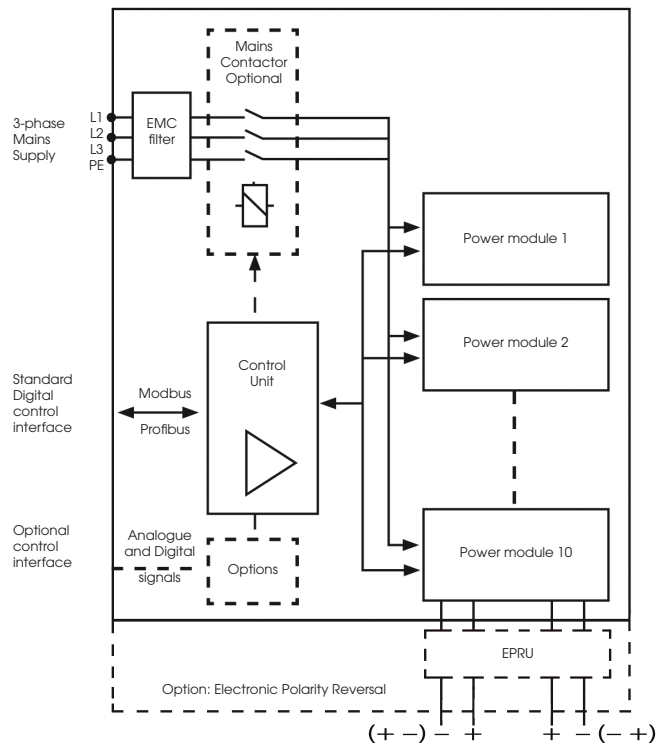 Mains
Contactor
Optional
3-phase
Mains
Supply
L1
L2
L3
PE
EMC
filter
Power module 1
Power module 2
Control
Unit
Standard
Digital
control
interface
Modbus
Profibus
Optional
control
interface
Analogue
and Digital
signals
Options
Power module 10
EPRU
Option: Electronic Polarity Reversal
(+ −) − + + − (− +)